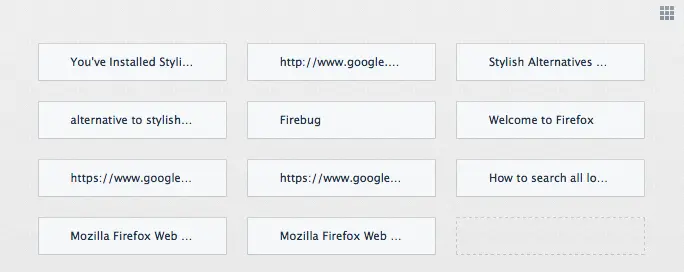 You've Installed Styli...
http://www.google....
Stylish Alternatives ...
alternative to stylish...
Firebug
Welcome to Firefox
https://www.google...
https://www.google...
How to search all lo...
Mozilla Firefox Web ...
Mozilla Firefox Web ...